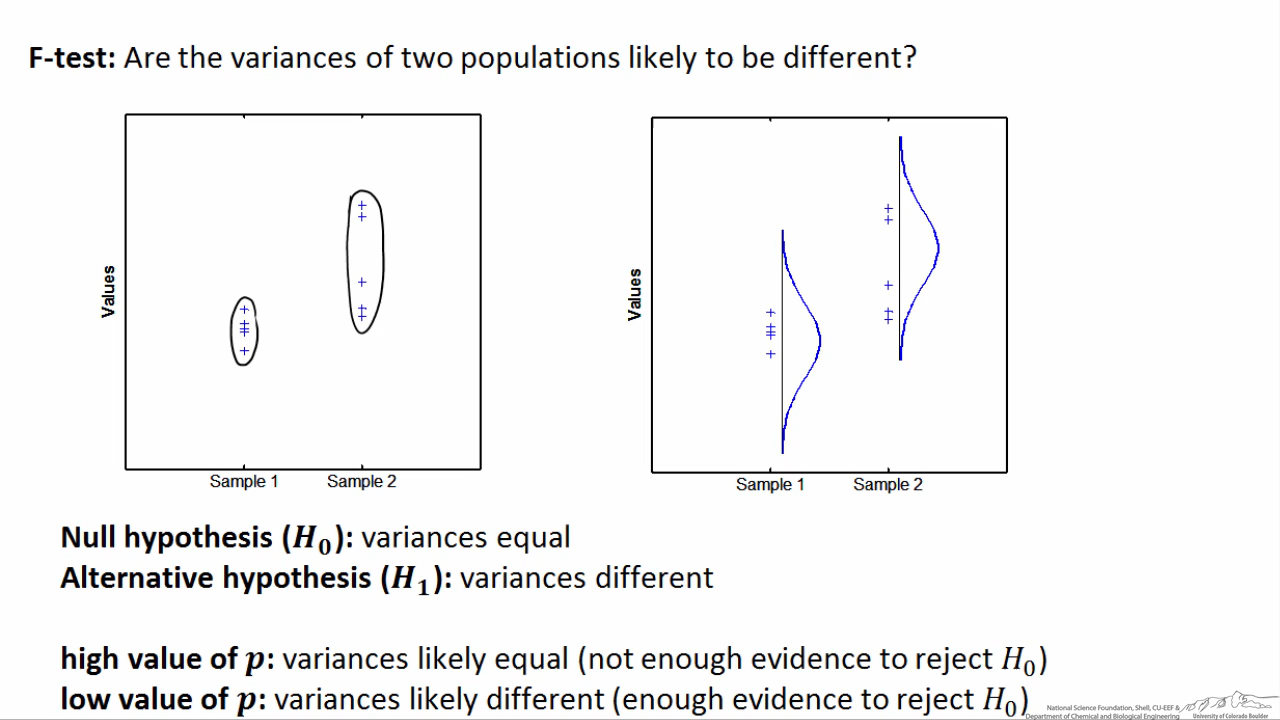 F-test: Are the variances of two populations likely to be different?
Values
Sample 1 Sample 2
Values
Sample 1 Sample 2
Null hypothesis (H₀): variances equal
Alternative hypothesis (H₁): variances different
high value of p: variances likely equal (not enough evidence to reject H₀)
low value of p: variances likely different (enough evidence to reject H₀)
National Science Foundation, Shell, CU-EEF &
Department of Chemical and Biological Engineering
University of Colorado Boulder